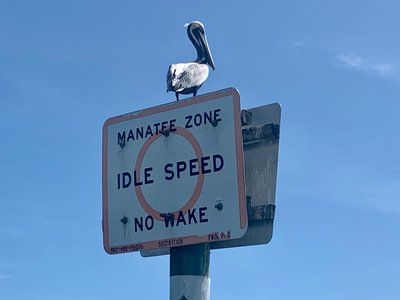 MANATEE ZONE
IDLE SPEED
NO WAKE